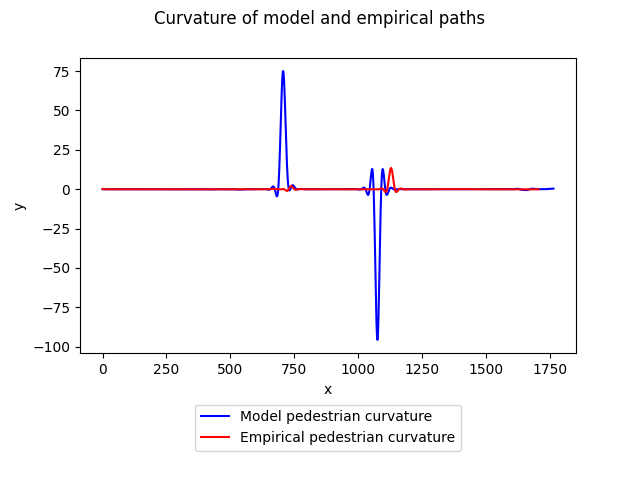 Curvature of model and empirical paths
75
50
25
0
−25
−50
−75
−100
y
0 250 500 750 1000 1250 1500 1750
x
Model pedestrian curvature
Empirical pedestrian curvature